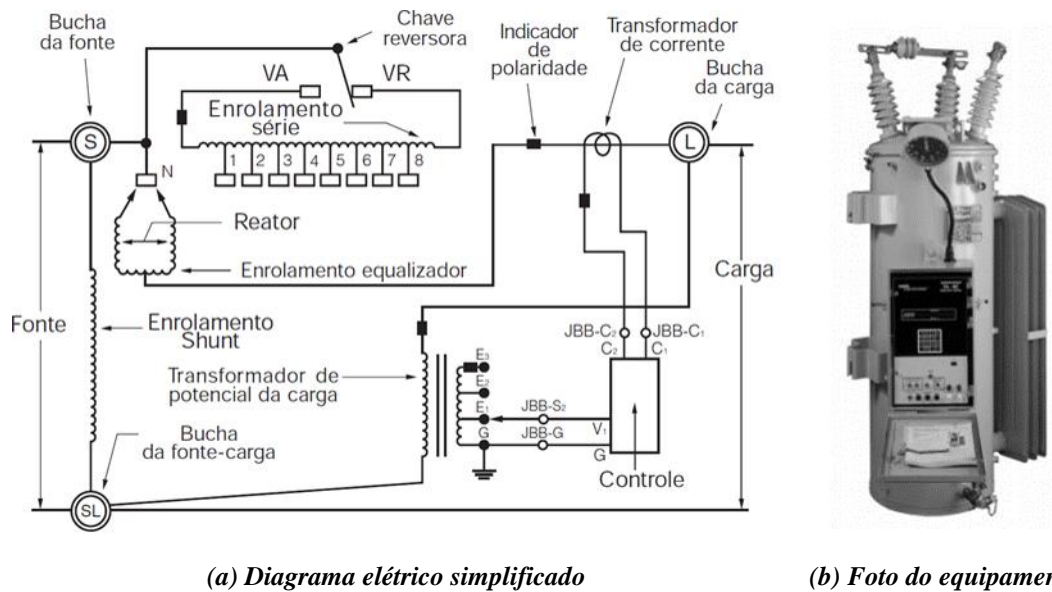 Bucha
da fonte
Chave
reversora
Indicador
de
polaridade
Transformador
de corrente
Bucha
da carga
VA
VR
Enrolamento
série
S
L
1 2 3 4 5 6 7 8
N
Reator
Enrolamento equalizador
Carga
Fonte
Enrolamento
Shunt
JBB-C2
JBB-C1
C2
C1
Transformador de
potencial da carga
E3
E2
E1
JBB-S2
V1
G
JBB-G
G
Bucha
da fonte-carga
Controle
SL
(a) Diagrama elétrico simplificado
(b) Foto do equipamen